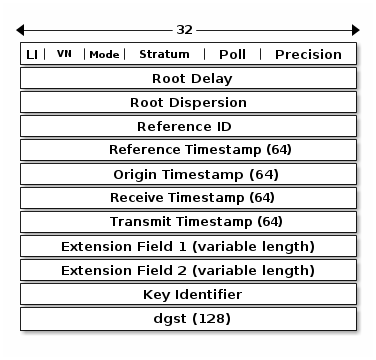 32
LI VN Mode Stratum Poll Precision
Root Delay
Root Dispersion
Reference ID
Reference Timestamp (64)
Origin Timestamp (64)
Receive Timestamp (64)
Transmit Timestamp (64)
Extension Field 1 (variable length)
Extension Field 2 (variable length)
Key Identifier
dgst (128)